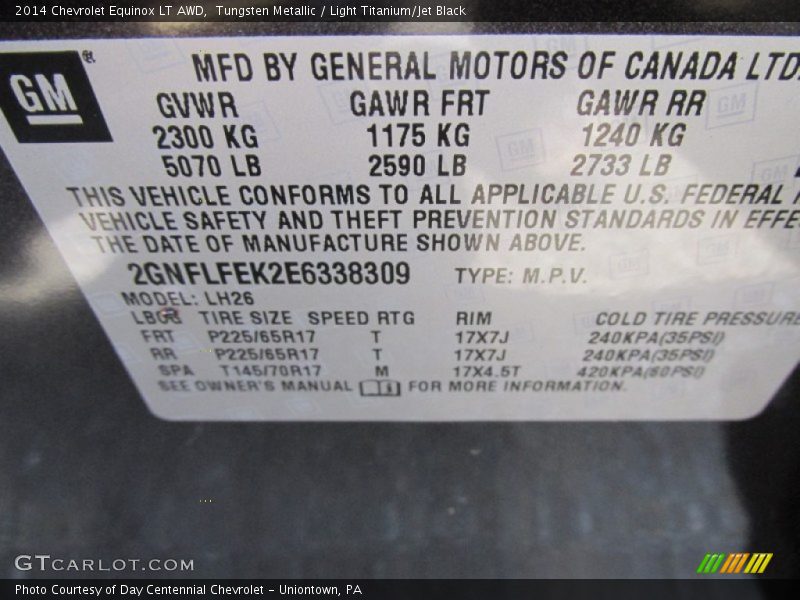 2014 Chevrolet Equinox LT AWD,  Tungsten Metallic / Light Titanium/Jet Black
GM ®
MFD BY GENERAL MOTORS OF CANADA LTD.
GVWR GAWR FRT GAWR RR
2300 KG 1175 KG 1240 KG
5070 LB 2590 LB 2733 LB
THIS VEHICLE CONFORMS TO ALL APPLICABLE U.S. FEDERAL
VEHICLE SAFETY AND THEFT PREVENTION STANDARDS IN EFFE
THE DATE OF MANUFACTURE SHOWN ABOVE.
2GNFLFEK2E6338309 TYPE: M.P.V.
MODEL: LH26
TIRE SIZE SPEED RTG RIM COLD TIRE PRESSURE
FRT P225/65R17 T 17X7J 240KPA(35PSI)
RR P225/65R17 T 17X7J 240KPA(35PSI)
SPA T145/70R17 M 17X4.5T 420KPA(60PSI)
SEE OWNER'S MANUAL FOR MORE INFORMATION.
GTCARLOT.COM
Photo Courtesy of Day Centennial Chevrolet - Uniontown, PA